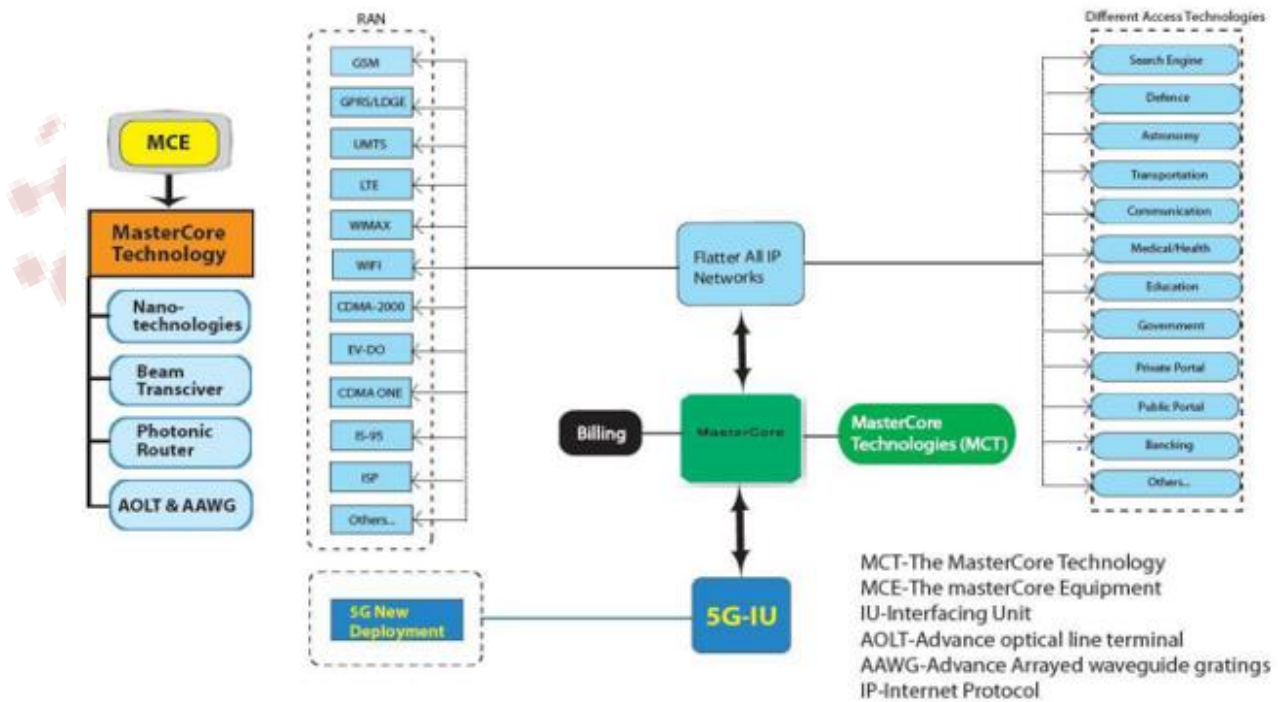 RAN
Different Access Technologies
GSM
GPRS/LDGE
UMTS
LTE
WIMAX
WIFI
CDMA-2000
EV-DO
CDMA ONE
IS-95
ISP
Others...
MCE
MasterCore
Technology
Nano-
technologies
Beam
Transciver
Photonic
Router
AOLT & AAWG
Flatter All IP
Networks
Billing
MasterCore
MasterCore
Technologies (MCT)
5G-IU
5G New
Deployment
Search Engine
Defence
Astronomy
Transportation
Communication
Medical/Health
Education
Government
Private Portal
Public Portal
Bancking
Others...
MCT-The MasterCore Technology
MCE-The masterCore Equipment
IU-Interfacing Unit
AOLT-Advance optical line terminal
AAWG-Advance Arrayed waveguide gratings
IP-Internet Protocol